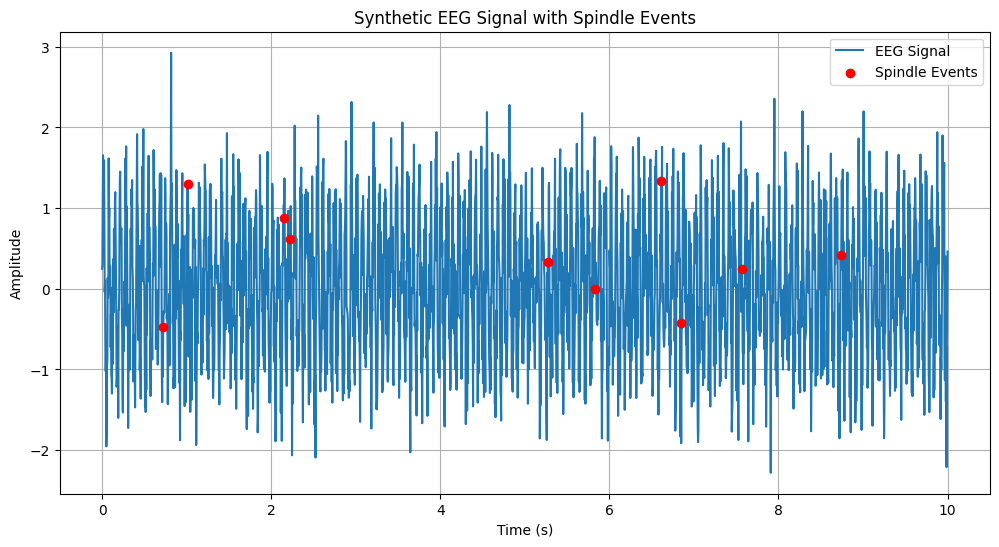 Synthetic EEG Signal with Spindle Events
EEG Signal
Spindle Events
Amplitude
3
2
1
0
−1
−2
0
2
4
6
8
10
Time (s)